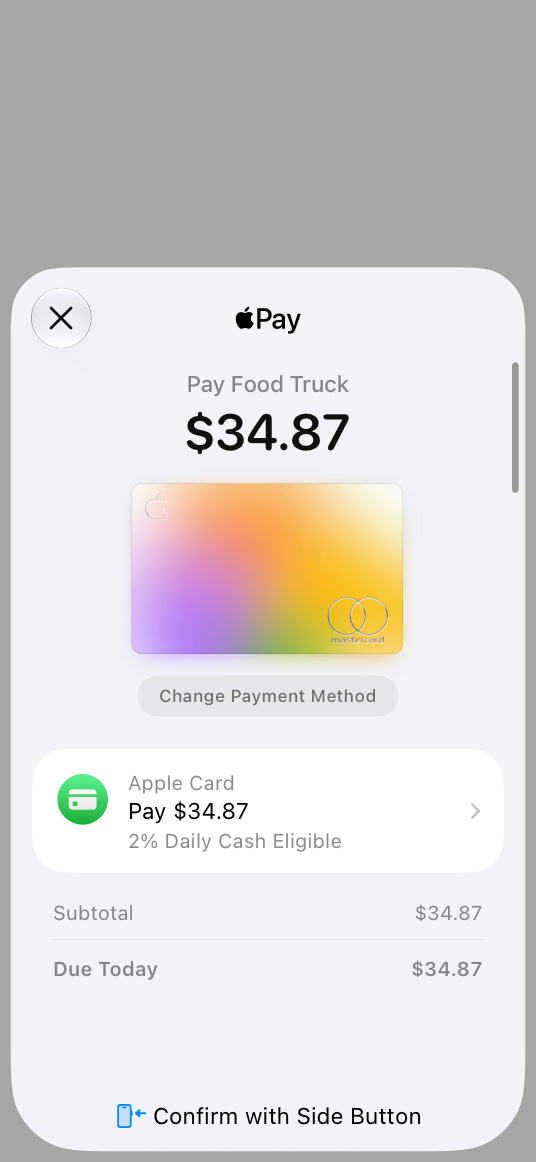 Pay
Pay Food Truck
$34.87
mastercard
Change Payment Method
Apple Card
Pay $34.87
2% Daily Cash Eligible
Subtotal $34.87
Due Today $34.87
Confirm with Side Button